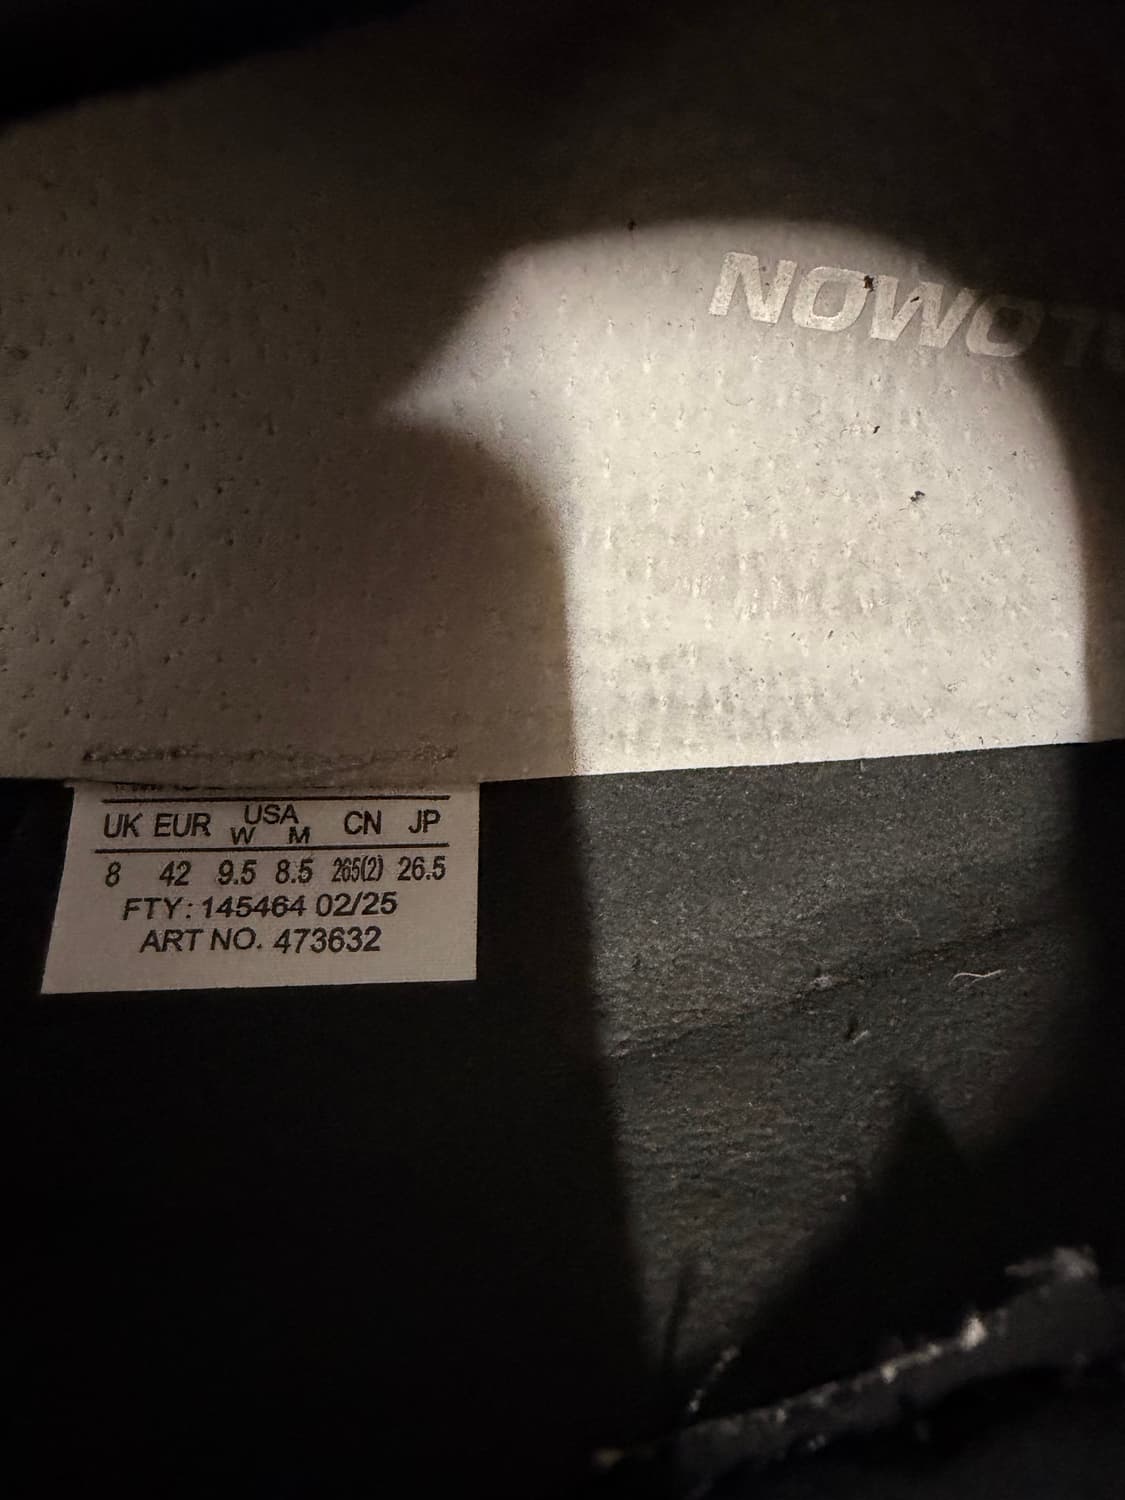 NOWO
UK EUR USA CN JP
W M
8 42 9.5 8.5 265(2) 26.5
FTY: 145464 02/25
ART NO. 473632